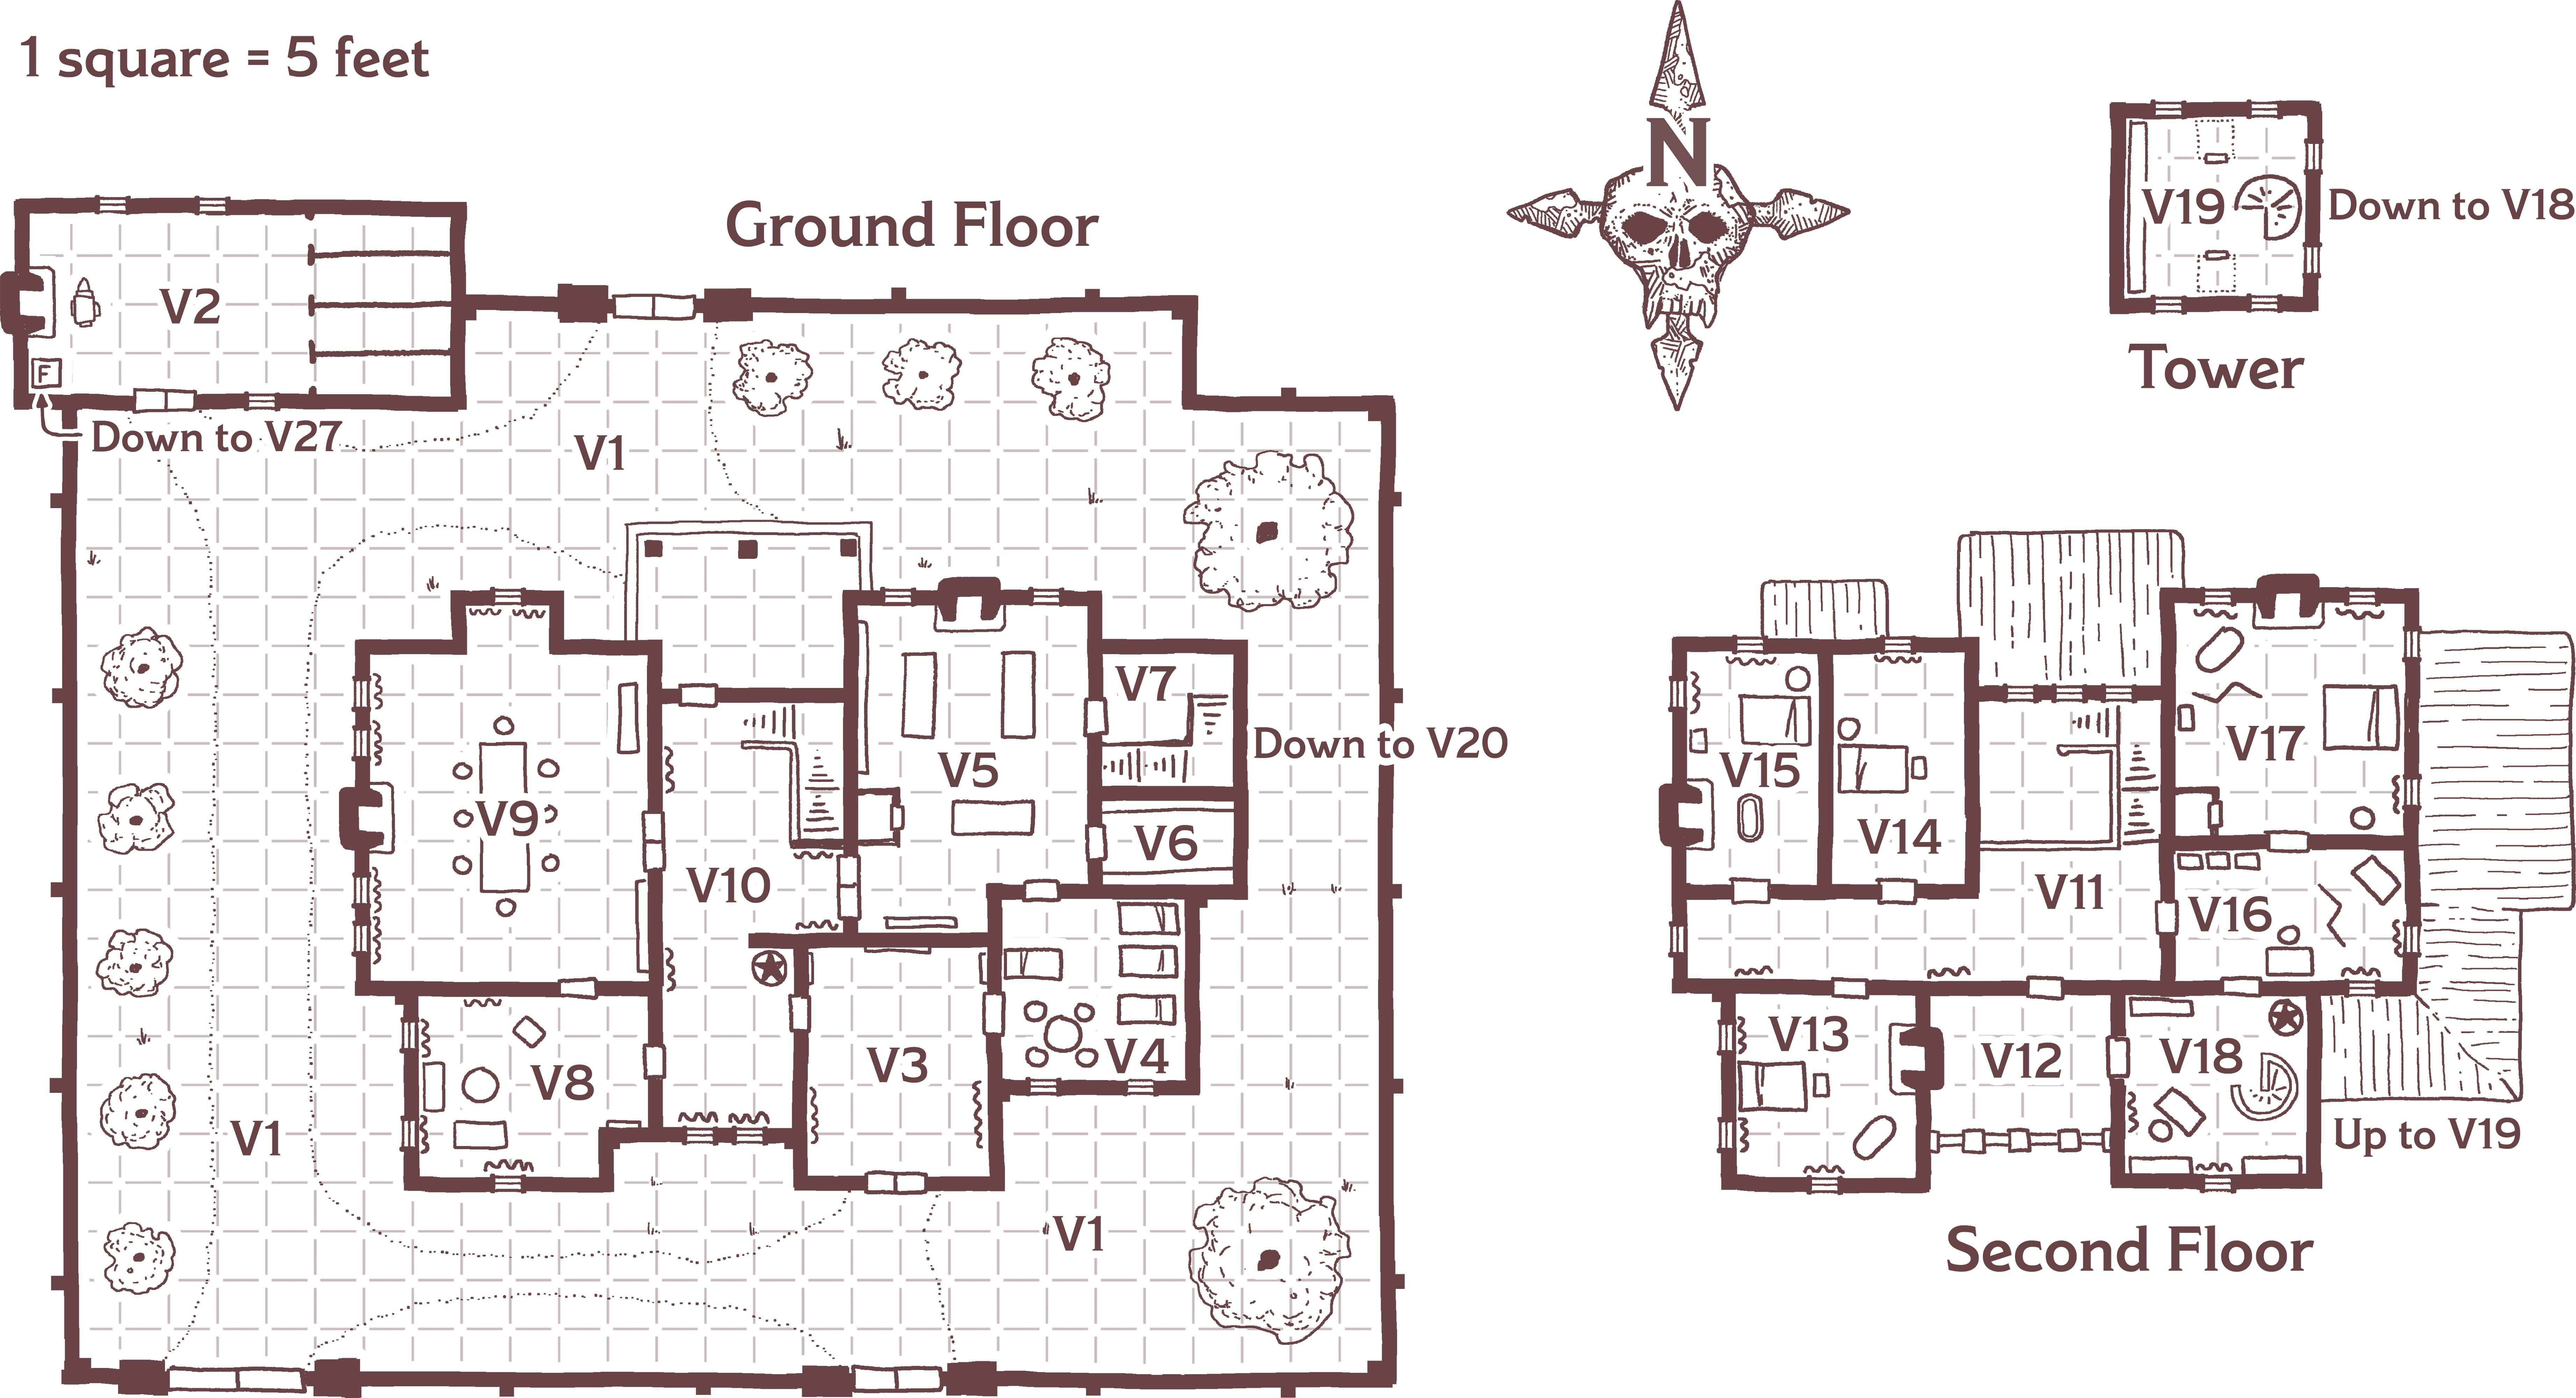 1 square = 5 feet
N
V19
Down to V18
Tower
Ground Floor
V2
F
Down to V27
V1
V7
Down to V20
V5
V9
V6
V10
V4
V3
V8
V1
V1
V17
V15
V14
V11
V16
V13
V12
V18
Up to V19
Second Floor